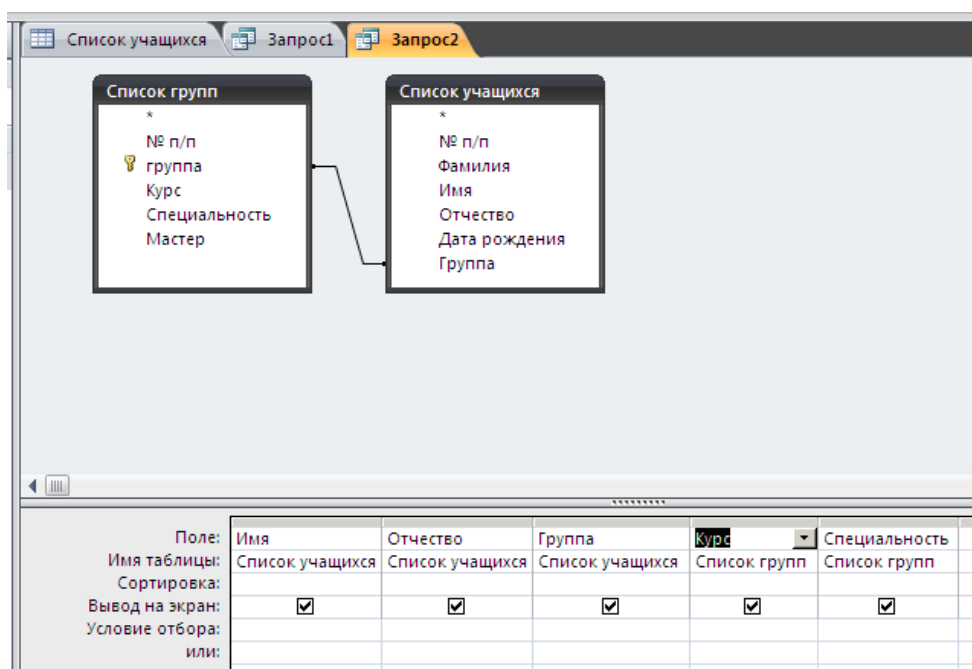 Список учащихся Запрос1 Запрос2
Список групп
*
№ п/п
группа
Курс
Специальность
Мастер
Список учащихся
*
№ п/п
Фамилия
Имя
Отчество
Дата рождения
Группа
Поле: Имя Отчество Группа Курс Специальность
Имя таблицы: Список учащихся Список учащихся Список учащихся Список групп Список групп
Сортировка:
Вывод на экран:
Условие отбора:
или: